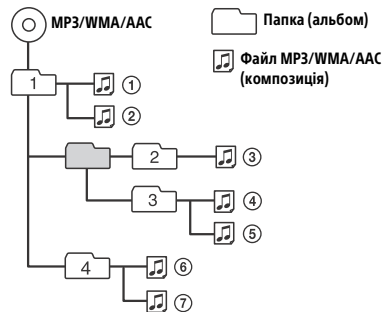 MP3/WMA/AAC
Папка (альбом)
Файл MP3/WMA/AAC
(композиція)
1
①
②
2
③
3
④
⑤
4
⑥
⑦